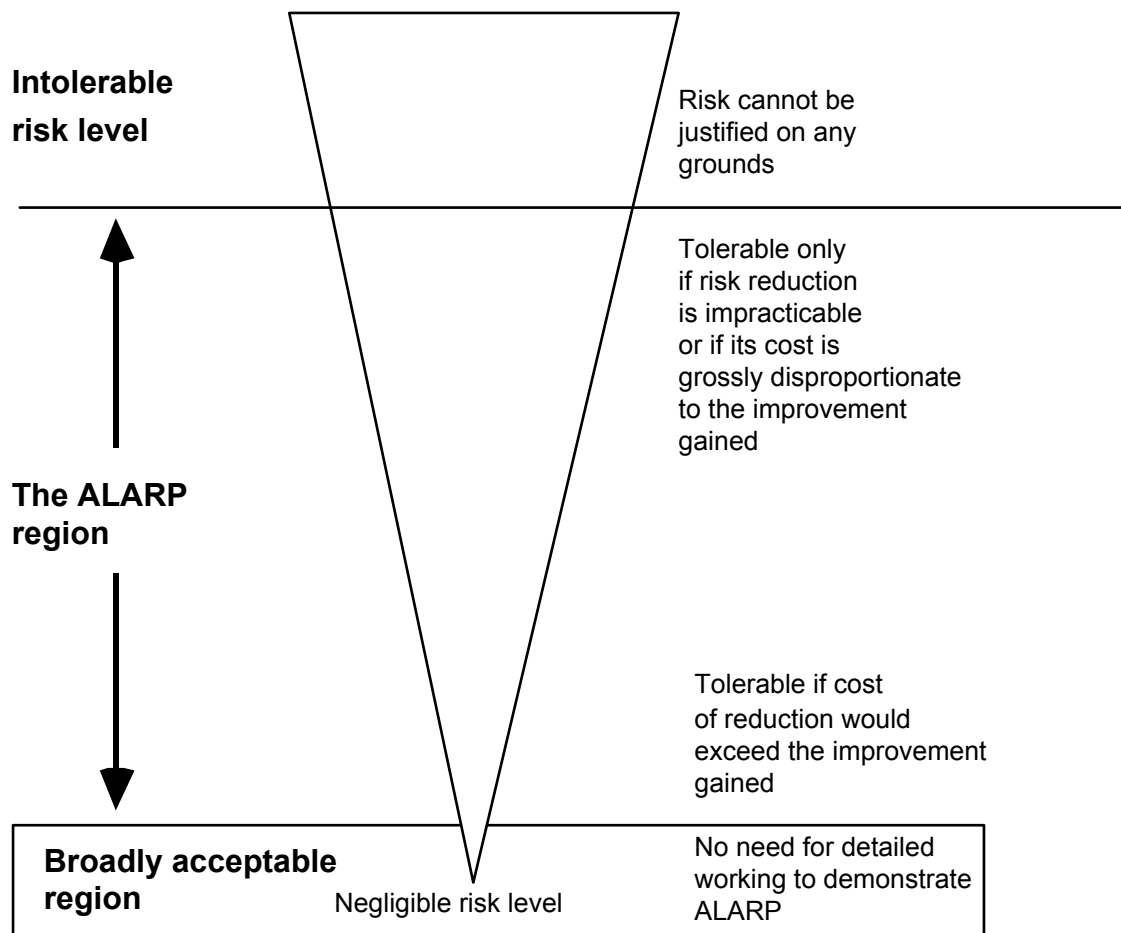 Intolerable
risk level
Risk cannot be
justified on any
grounds
Tolerable only
if risk reduction
is impracticable
or if its cost is
grossly disproportionate
to the improvement
gained
The ALARP
region
Tolerable if cost
of reduction would
exceed the improvement
gained
Broadly acceptable
region
Negligible risk level
No need for detailed
working to demonstrate
ALARP